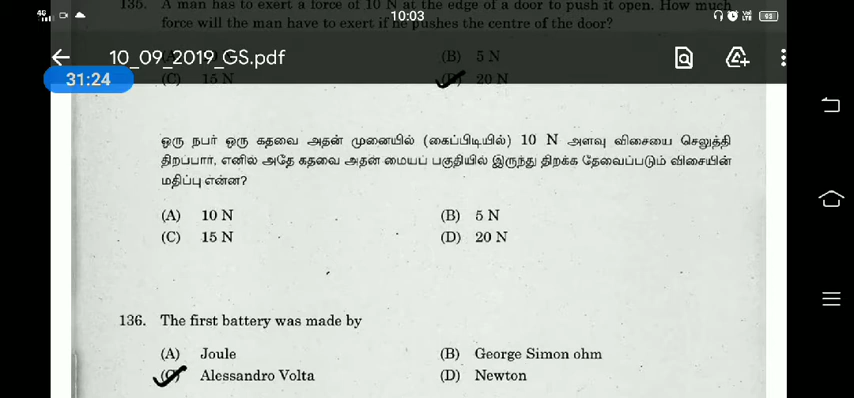 135. A man has to exert a force of 10 N at the edge of a door to push it open. How much
4G 10:03
force will the man have to exert if he pushes the centre of the door?
10_09_2019_GS.pdf
(B) 5 N
31:24
(C) 15 N 20 N
ஒரு நபர் ஒரு கதவை அதன் முனையில் (கைப்பிடியில்) 10 N அளவு விசையை செலுத்தி
திறப்பார், எனில் அதே கதவை அதன் மையப் பகுதியில் இருந்து திறக்க தேவைப்படும் விசையின்
மதிப்பு என்ன?
(A) 10 N (B) 5 N
(C) 15 N (D) 20 N
136. The first battery was made by
(A) Joule (B) George Simon ohm
(C) Alessandro Volta (D) Newton